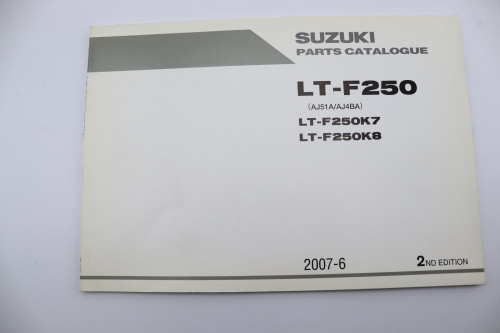 SUZUKI
PARTS CATALOGUE
LT-F250
(AJ51A/AJ4BA)
LT-F250K7
LT-F250K8
2007-6
2ND EDITION